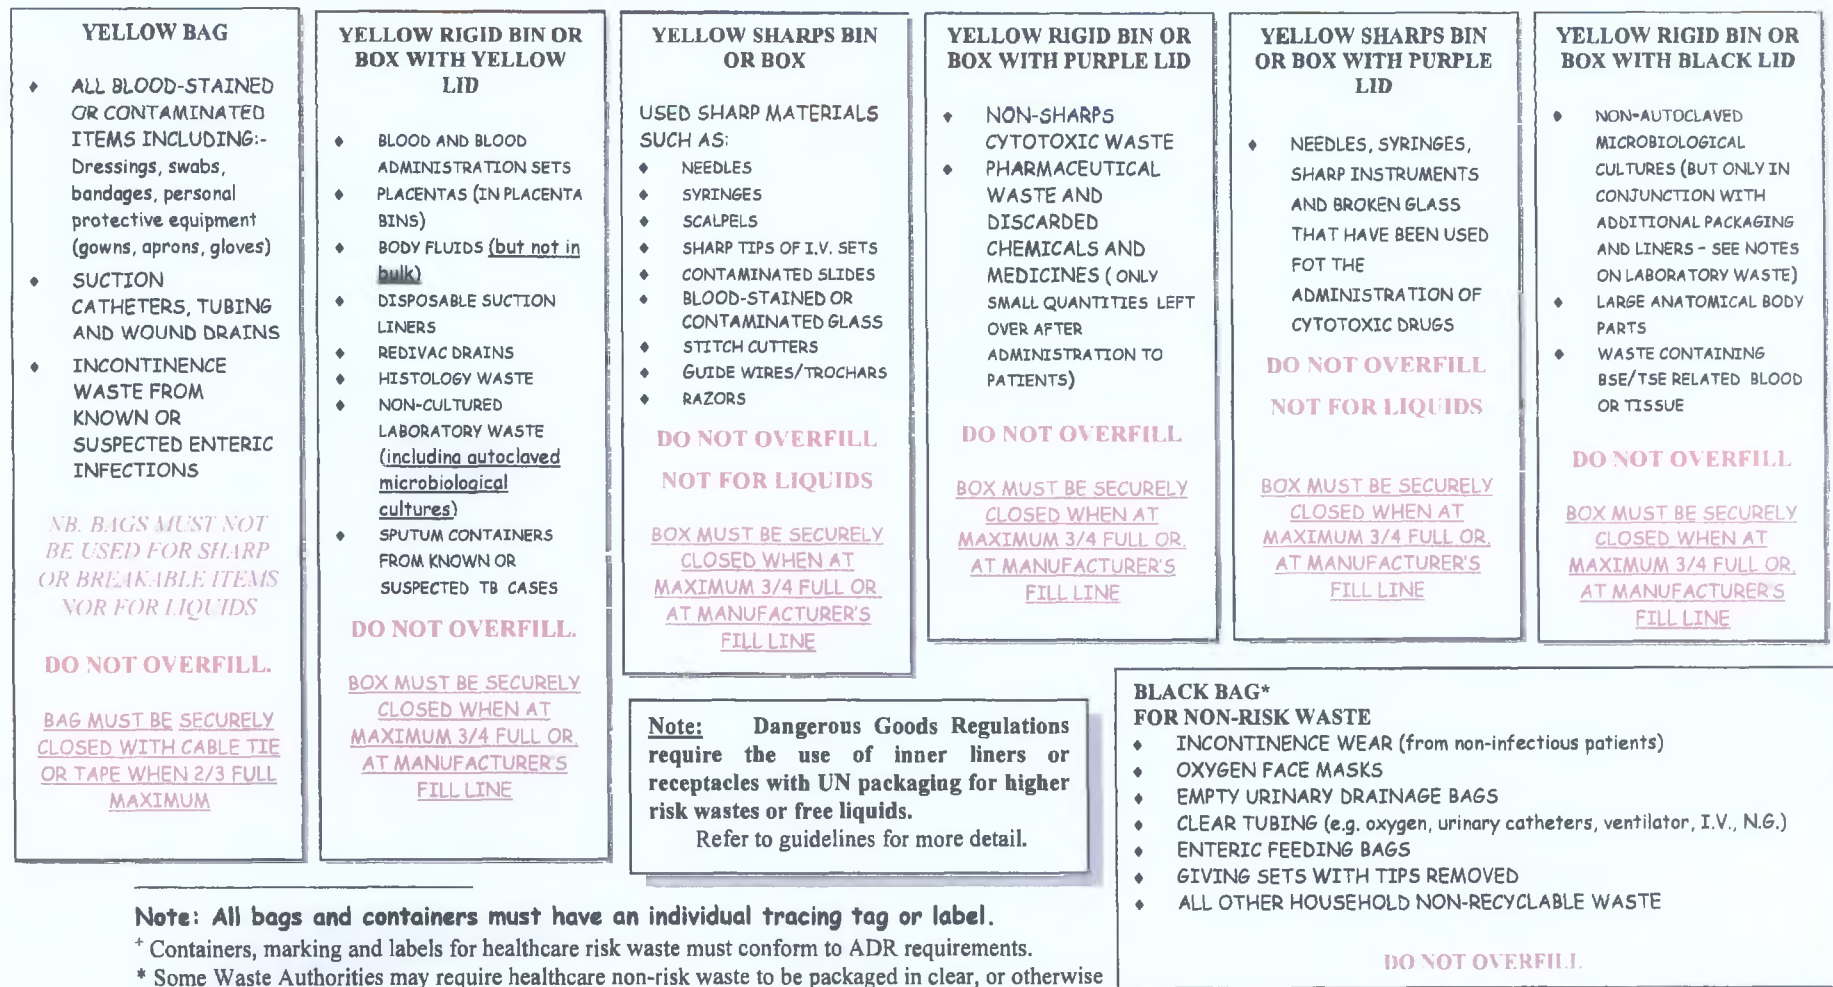 YELLOW BAG
♦ ALL BLOOD-STAINED
OR CONTAMINATED
ITEMS INCLUDING:-
Dressings, swabs,
bandages, personal
protective equipment
(gowns, aprons, gloves)
♦ SUCTION
CATHETERS, TUBING
AND WOUND DRAINS
♦ INCONTINENCE
WASTE FROM
KNOWN OR
SUSPECTED ENTERIC
INFECTIONS
NB. BAGS MUST NOT
BE USED FOR SHARP
OR BREAKABLE ITEMS
NOR FOR LIQUIDS
DO NOT OVERFILL.
BAG MUST BE SECURELY
CLOSED WITH CABLE TIE
OR TAPE WHEN 2/3 FULL
MAXIMUM
YELLOW RIGID BIN OR
BOX WITH YELLOW
LID
♦ BLOOD AND BLOOD
ADMINISTRATION SETS
♦ PLACENTAS (IN PLACENTA
BINS)
♦ BODY FLUIDS (but not in
bulk)
♦ DISPOSABLE SUCTION
LINERS
♦ REDIVAC DRAINS
♦ HISTOLOGY WASTE
♦ NON-CULTURED
LABORATORY WASTE
(including autoclaved
microbiological
cultures)
♦ SPUTUM CONTAINERS
FROM KNOWN OR
SUSPECTED TB CASES
DO NOT OVERFILL.
BOX MUST BE SECURELY
CLOSED WHEN AT
MAXIMUM 3/4 FULL OR,
AT MANUFACTURER'S
FILL LINE
YELLOW SHARPS BIN
OR BOX
USED SHARP MATERIALS
SUCH AS:
♦ NEEDLES
♦ SYRINGES
♦ SCALPELS
♦ SHARP TIPS OF I.V. SETS
♦ CONTAMINATED SLIDES
♦ BLOOD-STAINED OR
CONTAMINATED GLASS
♦ STITCH CUTTERS
♦ GUIDE WIRES/TROCHARS
♦ RAZORS
DO NOT OVERFILL
NOT FOR LIQUIDS
BOX MUST BE SECURELY
CLOSED WHEN AT
MAXIMUM 3/4 FULL OR,
AT MANUFACTURER'S
FILL LINE
YELLOW RIGID BIN OR
BOX WITH PURPLE LID
♦ NON-SHARPS
CYTOTOXIC WASTE
♦ PHARMACEUTICAL
WASTE AND
DISCARDED
CHEMICALS AND
MEDICINES ( ONLY
SMALL QUANTITIES LEFT
OVER AFTER
ADMINISTRATION TO
PATIENTS)
DO NOT OVERFILL
BOX MUST BE SECURELY
CLOSED WHEN AT
MAXIMUM 3/4 FULL OR,
AT MANUFACTURER'S
FILL LINE
YELLOW SHARPS BIN
OR BOX WITH PURPLE
LID
♦ NEEDLES, SYRINGES,
SHARP INSTRUMENTS
AND BROKEN GLASS
THAT HAVE BEEN USED
FOT THE
ADMINISTRATION OF
CYTOTOXIC DRUGS
DO NOT OVERFILL
NOT FOR LIQUIDS
BOX MUST BE SECURELY
CLOSED WHEN AT
MAXIMUM 3/4 FULL OR,
AT MANUFACTURER'S
FILL LINE
YELLOW RIGID BIN OR
BOX WITH BLACK LID
♦ NON-AUTOCLAVED
MICROBIOLOGICAL
CULTURES (BUT ONLY IN
CONJUNCTION WITH
ADDITIONAL PACKAGING
AND LINERS - SEE NOTES
ON LABORATORY WASTE)
♦ LARGE ANATOMICAL BODY
PARTS
♦ WASTE CONTAINING
BSE/TSE RELATED BLOOD
OR TISSUE
DO NOT OVERFILL
BOX MUST BE SECURELY
CLOSED WHEN AT
MAXIMUM 3/4 FULL OR,
AT MANUFACTURER'S
FILL LINE
Note: Dangerous Goods Regulations
require the use of inner liners or
receptacles with UN packaging for higher
risk wastes or free liquids.
Refer to guidelines for more detail.
BLACK BAG*
FOR NON-RISK WASTE
♦ INCONTINENCE WEAR (from non-infectious patients)
♦ OXYGEN FACE MASKS
♦ EMPTY URINARY DRAINAGE BAGS
♦ CLEAR TUBING (e.g. oxygen, urinary catheters, ventilator, I.V., N.G.)
♦ ENTERIC FEEDING BAGS
♦ GIVING SETS WITH TIPS REMOVED
♦ ALL OTHER HOUSEHOLD NON-RECYCLABLE WASTE
DO NOT OVERFILL
Note: All bags and containers must have an individual tracing tag or label.
+ Containers, marking and labels for healthcare risk waste must conform to ADR requirements.
* Some Waste Authorities may require healthcare non-risk waste to be packaged in clear, or otherwise